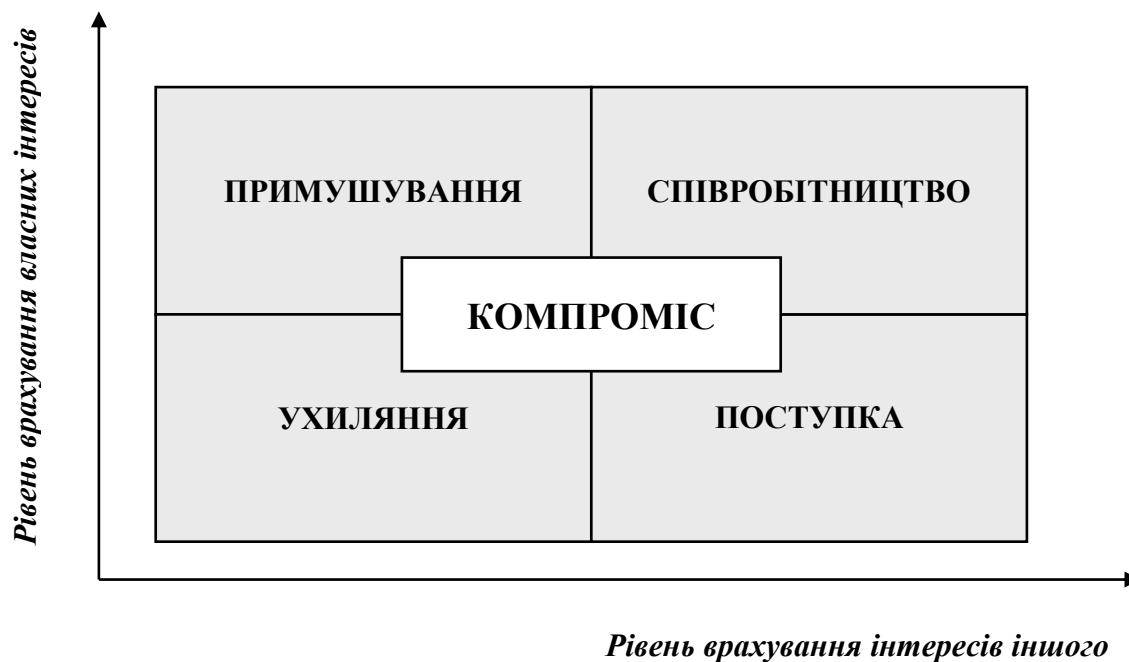 Рівень врахування власних інтересів
ПРИМУШУВАННЯ
СПІВРОБІТНИЦТВО
КОМПРОМІС
УХИЛЯННЯ
ПОСТУПКА
Рівень врахування інтересів іншого